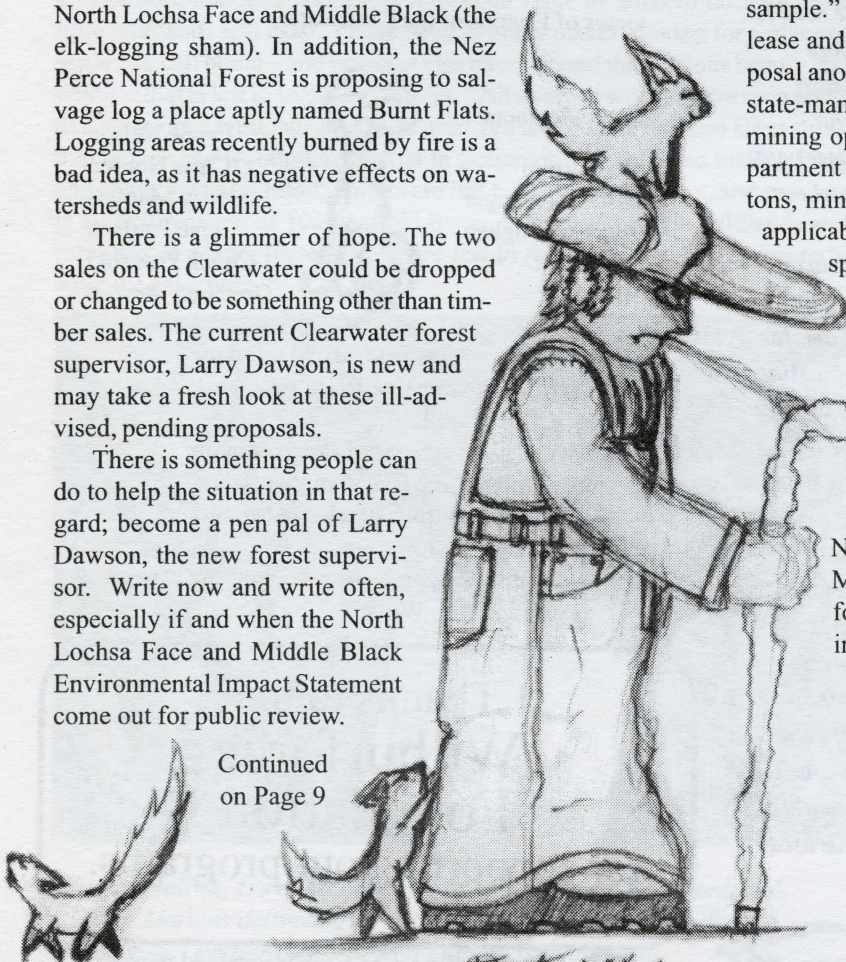 North Lochsa Face and Middle Black (the
elk-logging sham). In addition, the Nez
Perce National Forest is proposing to sal-
vage log a place aptly named Burnt Flats.
Logging areas recently burned by fire is a
bad idea, as it has negative effects on wa-
tersheds and wildlife.
There is a glimmer of hope. The two
sales on the Clearwater could be dropped
or changed to be something other than tim-
ber sales. The current Clearwater forest
supervisor, Larry Dawson, is new and
may take a fresh look at these ill-ad-
vised, pending proposals.
There is something people can
do to help the situation in that re-
gard; become a pen pal of Larry
Dawson, the new forest supervi-
sor. Write now and write often,
especially if and when the North
Lochsa Face and Middle Black
Environmental Impact Statement
come out for public review.
Continued
on Page 9
sample."
lease and
posal ano
state-man
mining op
partment
tons, min
applicab
sp
N
M
fo
in